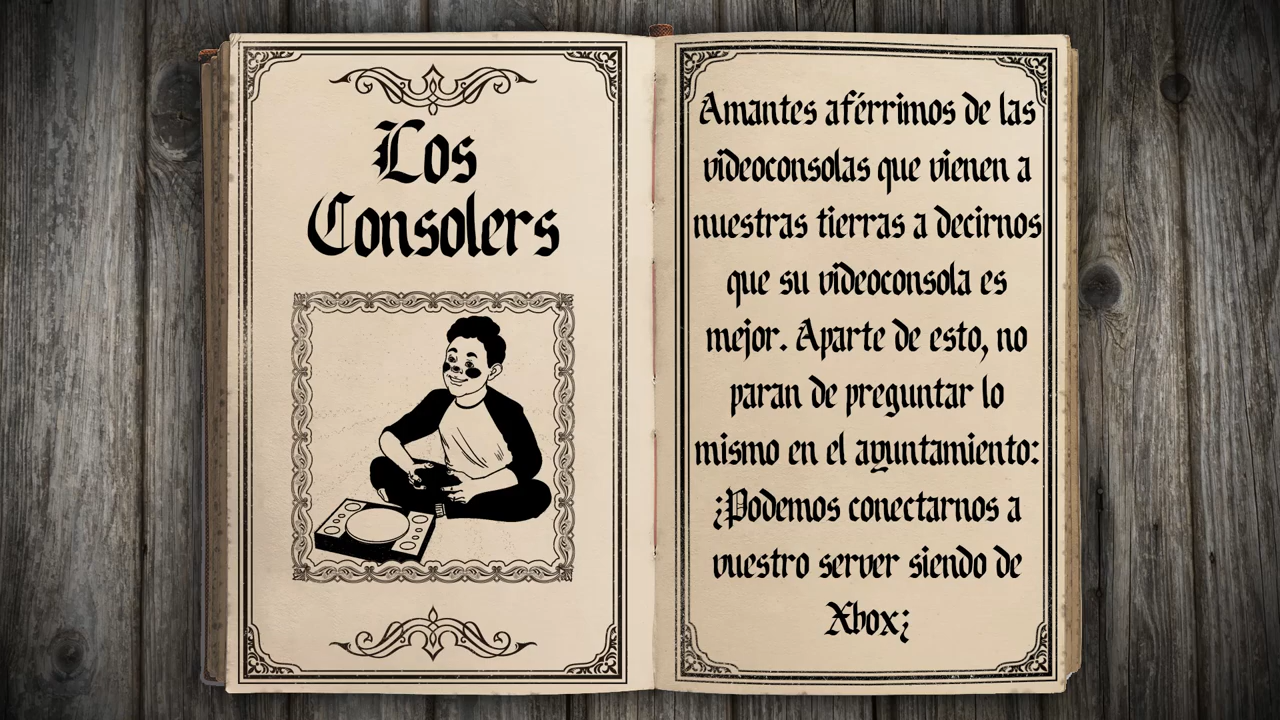 Los
Consolers
Amantes aférrimos de las
videoconsolas que vienen a
nuestras tierras a decirnos
que su videoconsola es
mejor. Aparte de esto, no
paran de preguntar lo
mismo en el ayuntamiento:
¿Podemos conectarnos a
vuestro server siendo de
Xbox¿